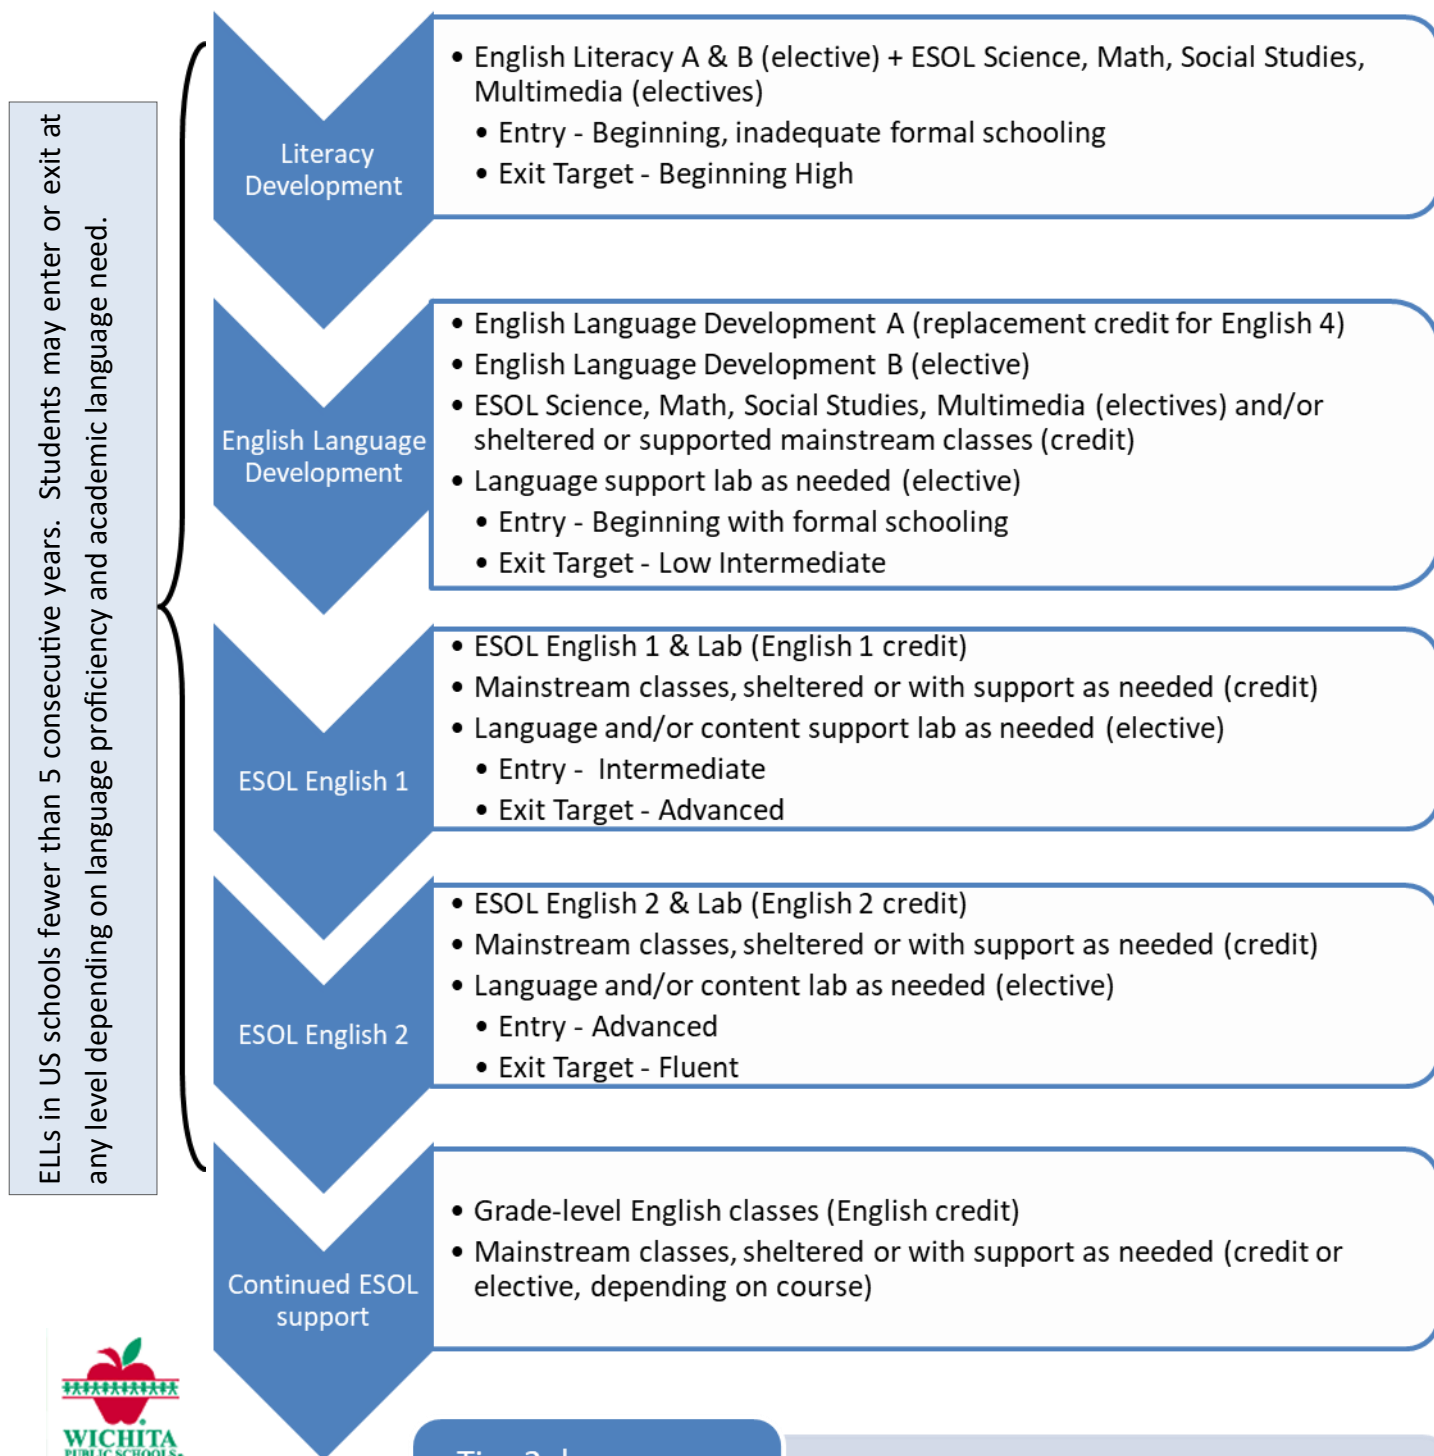 ELLs in US schools fewer than 5 consecutive years. Students may enter or exit at
any level depending on language proficiency and academic language need.
Literacy
Development
• English Literacy A & B (elective) + ESOL Science, Math, Social Studies,
Multimedia (electives)
• Entry - Beginning, inadequate formal schooling
• Exit Target - Beginning High
English Language
Development
• English Language Development A (replacement credit for English 4)
• English Language Development B (elective)
• ESOL Science, Math, Social Studies, Multimedia (electives) and/or
sheltered or supported mainstream classes (credit)
• Language support lab as needed (elective)
• Entry - Beginning with formal schooling
• Exit Target - Low Intermediate
ESOL English 1
• ESOL English 1 & Lab (English 1 credit)
• Mainstream classes, sheltered or with support as needed (credit)
• Language and/or content support lab as needed (elective)
• Entry - Intermediate
• Exit Target - Advanced
ESOL English 2
• ESOL English 2 & Lab (English 2 credit)
• Mainstream classes, sheltered or with support as needed (credit)
• Language and/or content lab as needed (elective)
• Entry - Advanced
• Exit Target - Fluent
Continued ESOL
support
• Grade-level English classes (English credit)
• Mainstream classes, sheltered or with support as needed (credit or
elective, depending on course)
WICHITA
PUBLIC SCHOOLS